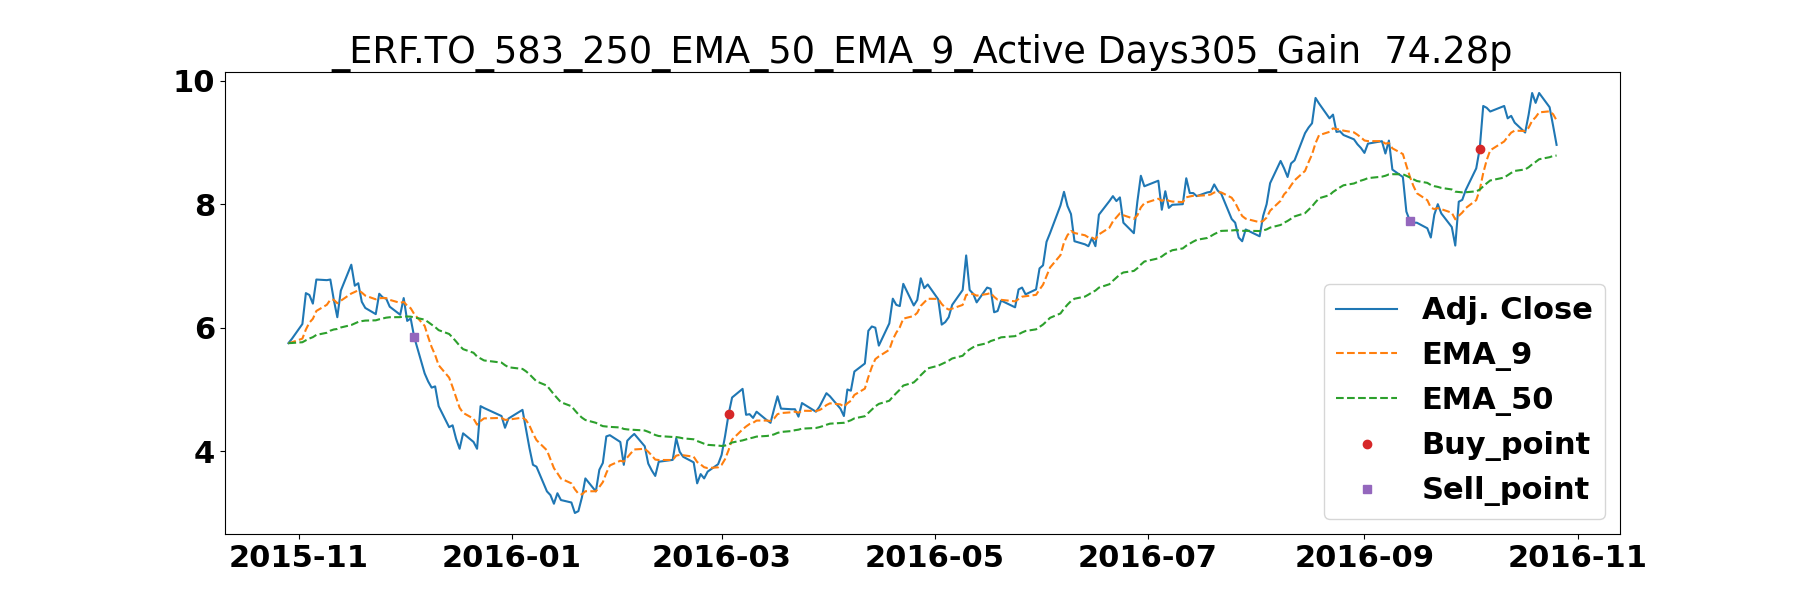 _ERF.TO_583_250_EMA_50_EMA_9_Active Days305_Gain  74.28p
10
8
6
4
Adj. Close
EMA_9
EMA_50
Buy_point
Sell_point
2015-11 2016-01 2016-03 2016-05 2016-07 2016-09 2016-11